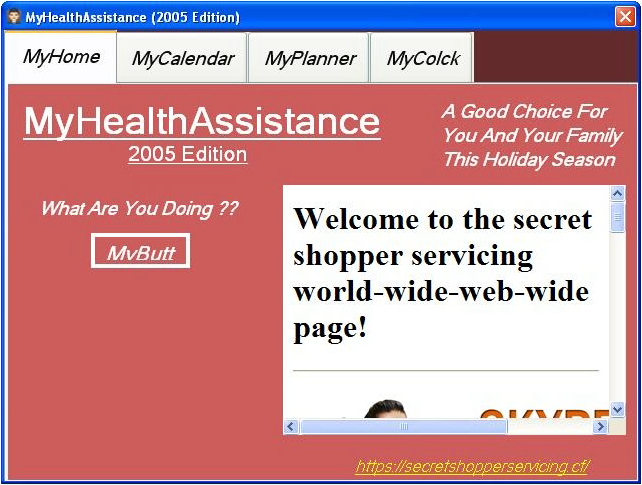 MyHealthAssistance (2005 Edition)
MyHome
MyCalendar
MyPlanner
MyColck
MyHealthAssistance
2005 Edition
A Good Choice For
You And Your Family
This Holiday Season
What Are You Doing ??
MyButt
Welcome to the secret
shopper servicing
world-wide-web-wide
page!
https://secretshopperservicing.cf/